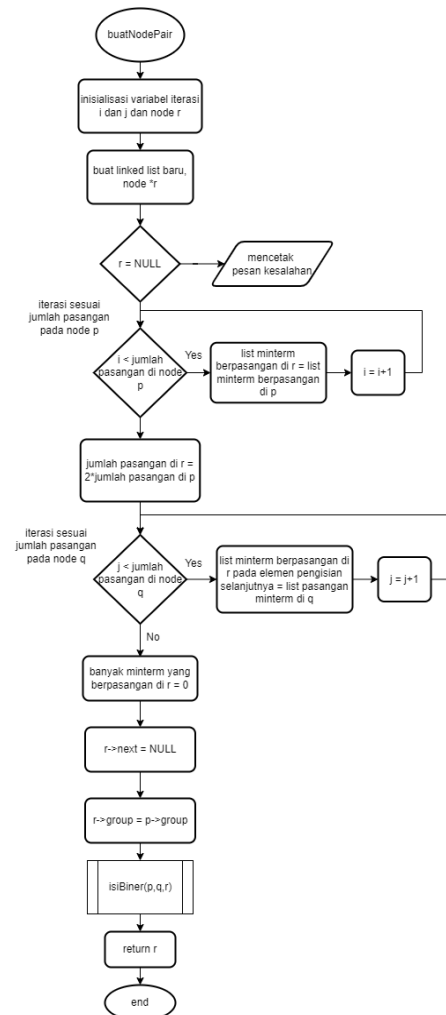 buatNodePair
inisialisasi variabel iterasi
i dan j dan node r
buat linked list baru,
node *r
r = NULL
mencetak
pesan kesalahan
iterasi sesuai
jumlah pasangan
pada node p
i < jumlah
pasangan di node
p
Yes
list minterm
berpasangan di r = list
minterm berpasangan
di p
i = i+1
jumlah pasangan di r =
2*jumlah pasangan di p
iterasi sesuai
jumlah pasangan
pada node q
j < jumlah
pasangan di node
q
Yes
list minterm berpasangan di
r pada elemen pengisian
selanjutnya = list pasangan
minterm di q
j = j+1
No
banyak minterm yang
berpasangan di r = 0
r->next = NULL
r->group = p->group
isiBiner(p,q,r)
return r
end